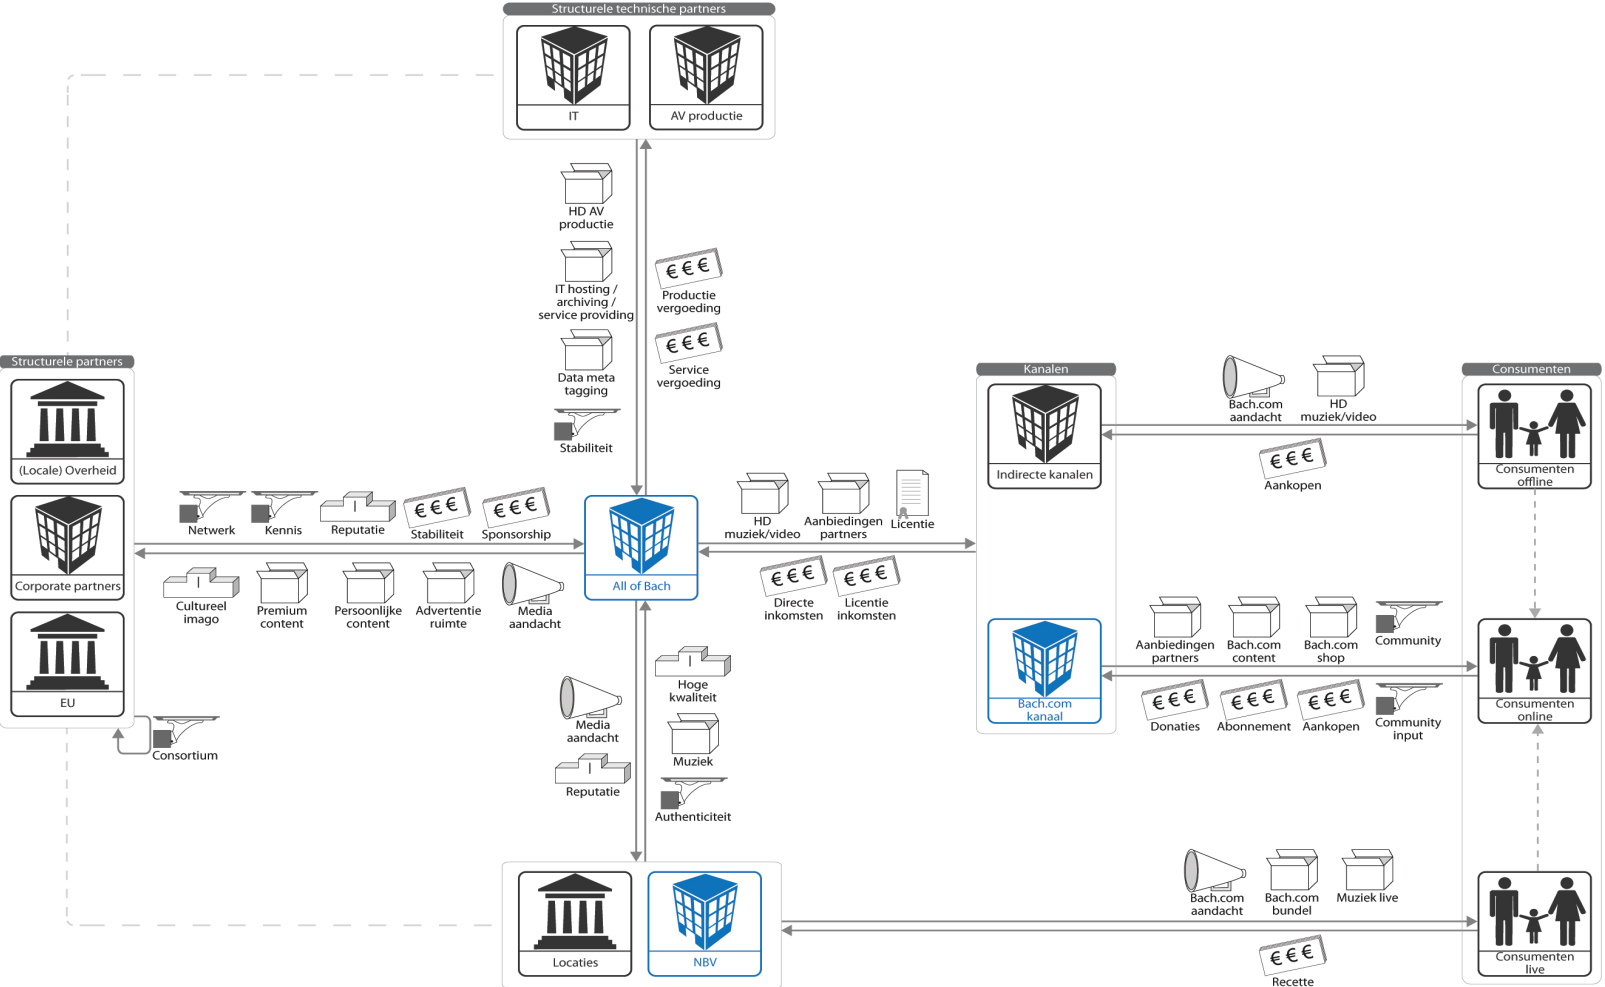 Structurele technische partners
IT
AV productie
HD AV
productie
IT hosting /
archiving /
service providing
Data meta
tagging
Stabiliteit
€€€
Productie
vergoeding
€€€
Service
vergoeding
Structurele partners
(Locale) Overheid
Corporate partners
EU
Consortium
Netwerk
Kennis
I
Reputatie
€€€
Stabiliteit
€€€
Sponsorship
I
Cultureel
imago
Premium
content
Persoonlijke
content
Advertentie
ruimte
Media
aandacht
All of Bach
HD
muziek/video
Aanbiedingen
partners
Licentie
€€€
Directe
inkomsten
€€€
Licentie
inkomsten
Media
aandacht
I
Reputatie
I
Hoge
kwaliteit
Muziek
Authenticiteit
Locaties
NBV
Kanalen
Indirecte kanalen
Bach.com
kanaal
Bach.com
aandacht
HD
muziek/video
€€€
Aankopen
Aanbiedingen
partners
Bach.com
content
Bach.com
shop
Community
€€€
Donaties
€€€
Abonnement
€€€
Aankopen
Community
input
Bach.com
aandacht
Bach.com
bundel
Muziek live
€€€
Recette
Consumenten
Consumenten
offline
Consumenten
online
Consumenten
live